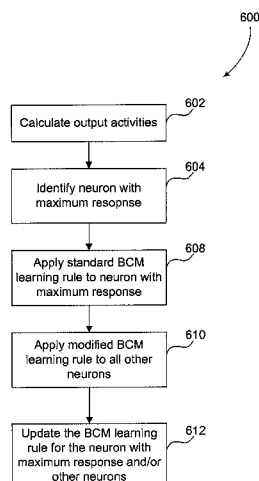 600
602
Calculate output activities
604
Identify neuron with
maximum resopnse
608
Apply standard BCM
learning rule to neuron with
maximum response
610
Apply modified BCM
learning rule to all other
neurons
612
Update the BCM learning
rule for the neuron with
maximum response and/or
other neurons